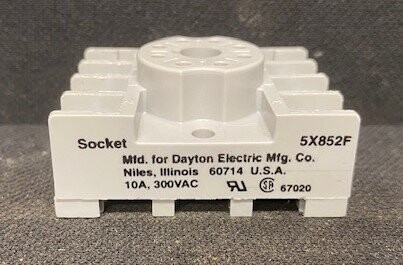 Socket 5X852F
Mfd. for Dayton Electric Mfg. Co.
Niles, Illinois 60714 U.S.A.
10A, 300VAC 67020